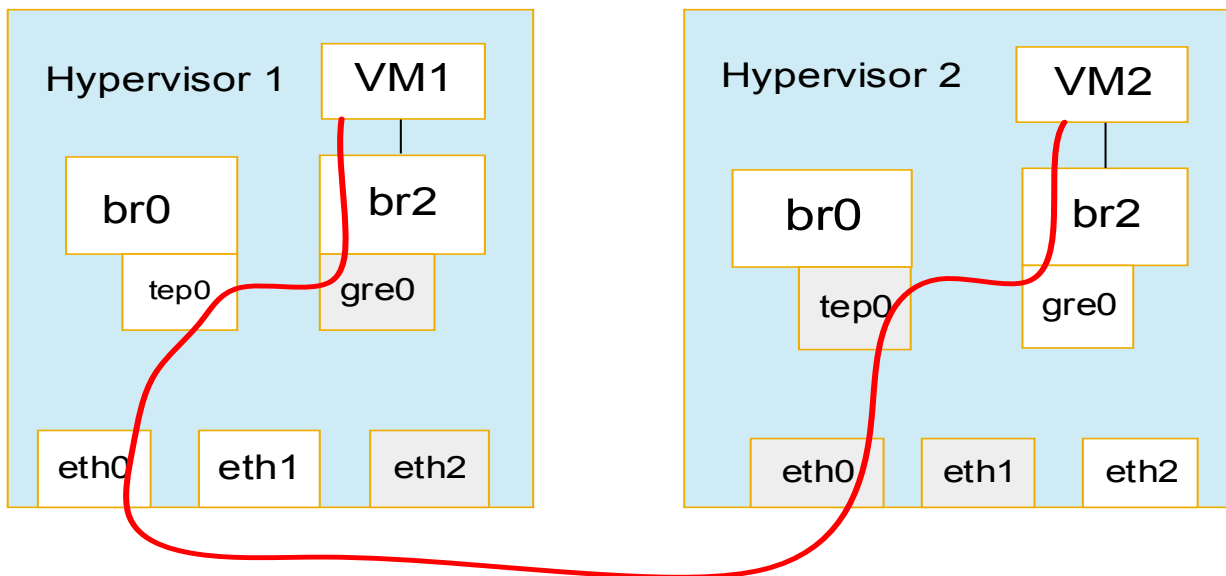 Hypervisor 1
VM1
br0
br2
tep0
gre0
eth0
eth1
eth2
Hypervisor 2
VM2
br0
br2
tep0
gre0
eth0
eth1
eth2